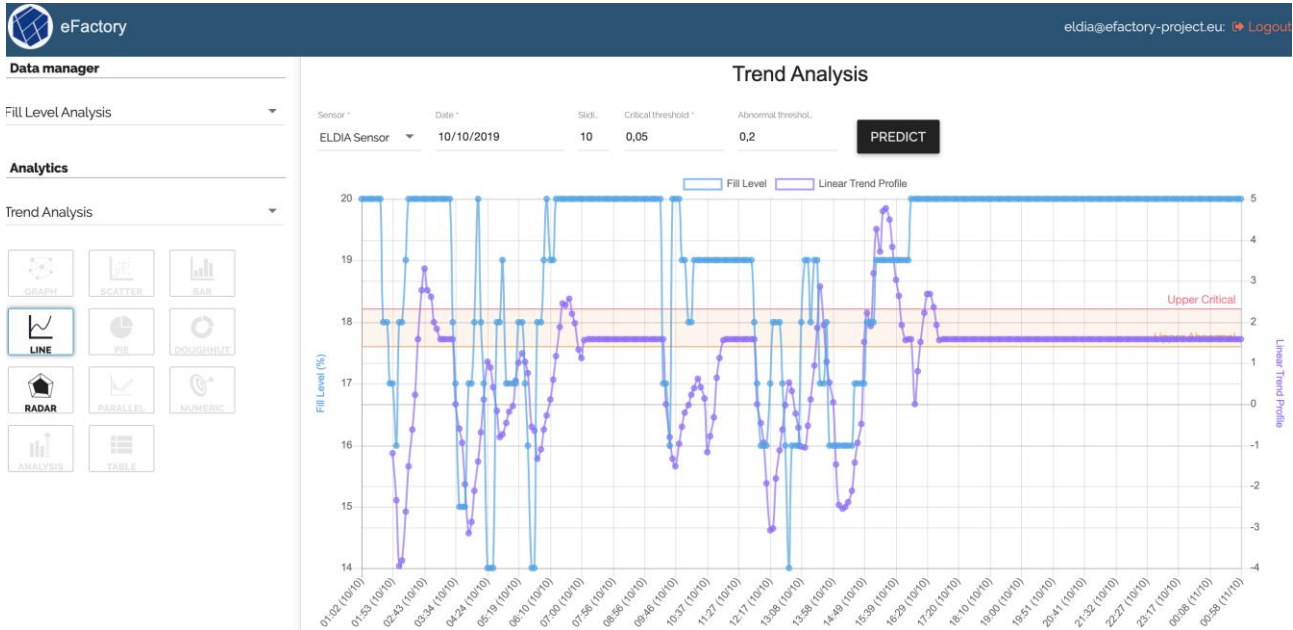 eFactory
eldia@efactory-project.eu: Logout
Data manager
Fill Level Analysis
Analytics
Trend Analysis
GRAPH SCATTER BAR
LINE PIE DOUGHNUT
RADAR PARALLEL NUMERIC
ANALYSIS TABLE
Trend Analysis
Sensor * Date * Slidi.. Critical threshold * Abnormal threshol..
ELDIA Sensor 10/10/2019 10 0,05 0,2 PREDICT
Fill Level Linear Trend Profile
20 5
4
19
3
Upper Critical
18 2
Upper Abnormal
17 1
0
16 -1
-2
15
-3
14 -4
Fill Level (%)
Linear Trend Profile
01:02 (10/10) 01:53 (10/10) 02:43 (10/10) 03:34 (10/10) 04:24 (10/10) 05:19 (10/10) 06:10 (10/10) 07:00 (10/10) 07:56 (10/10) 08:56 (10/10) 09:46 (10/10) 10:37 (10/10) 11:27 (10/10) 12:17 (10/10) 13:08 (10/10) 13:58 (10/10) 14:49 (10/10) 15:39 (10/10) 16:29 (10/10) 17:20 (10/10) 18:10 (10/10) 19:00 (10/10) 19:51 (10/10) 20:41 (10/10) 21:32 (10/10) 22:27 (10/10) 23:17 (10/10) 00:08 (11/10) 00:58 (11/10)